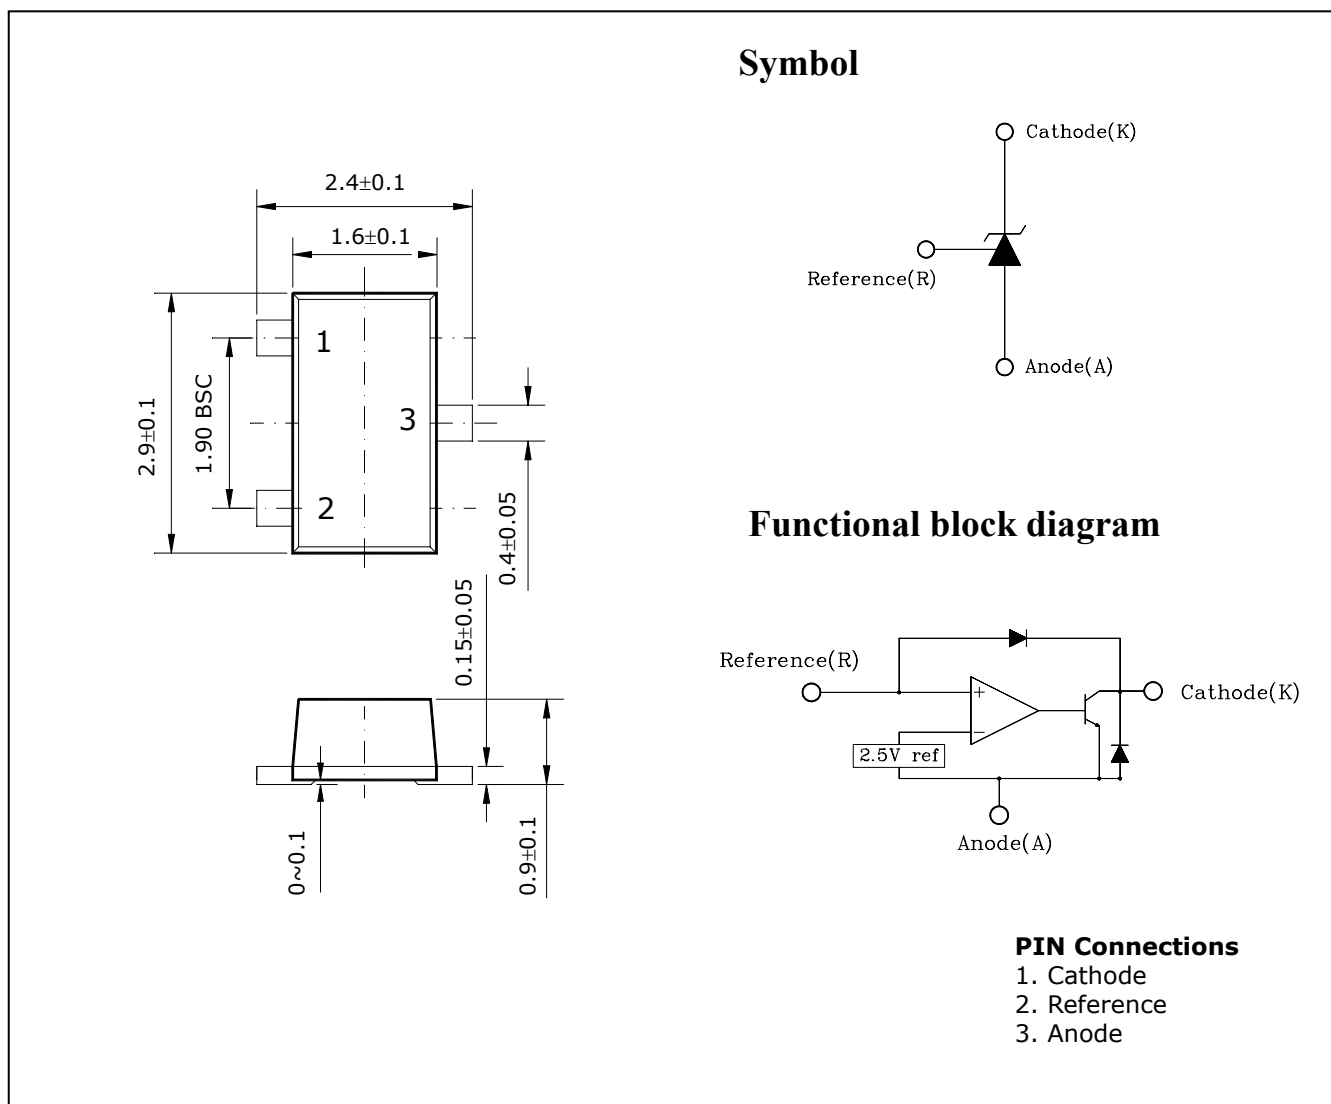 Symbol
Cathode(K)
Reference(R)
Anode(A)
2.4±0.1
1.6±0.1
2.9±0.1
1.90 BSC
1
2
3
0.4±0.05
0.15±0.05
0~0.1
0.9±0.1
Functional block diagram
Reference(R)
+
−
2.5V ref
Cathode(K)
Anode(A)
PIN Connections
1. Cathode
2. Reference
3. Anode